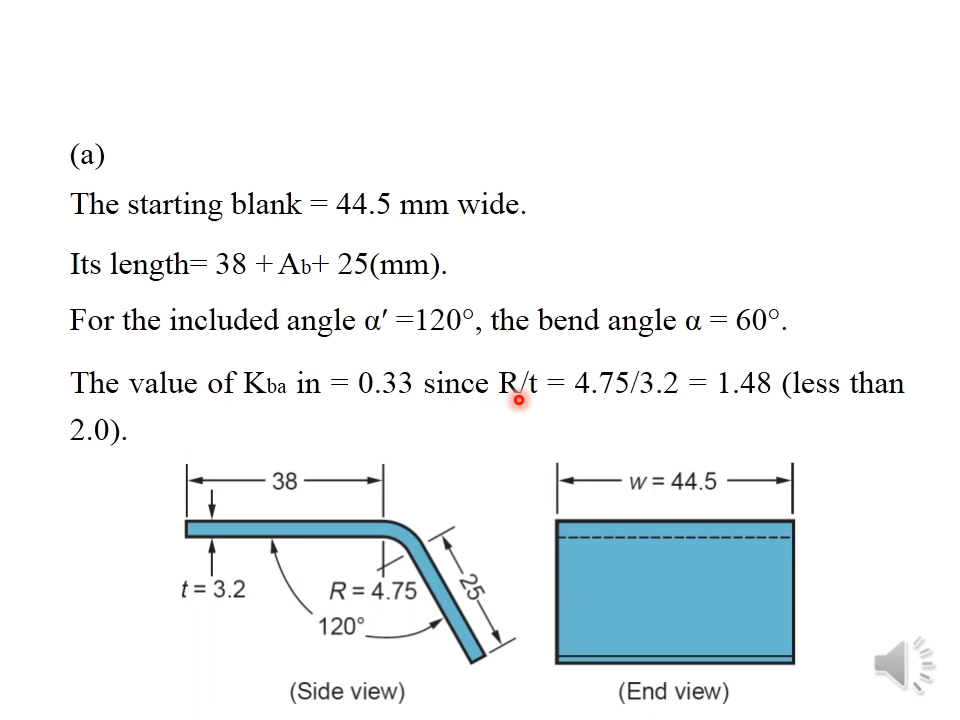 (a)
The starting blank = 44.5 mm wide.
Its length= 38 + Ab+ 25(mm).
For the included angle α′ =120°, the bend angle α = 60°.
The value of Kba in = 0.33 since R/t = 4.75/3.2 = 1.48 (less than
2.0).
38
w = 44.5
t = 3.2
R = 4.75
25
120°
(Side view)
(End view)